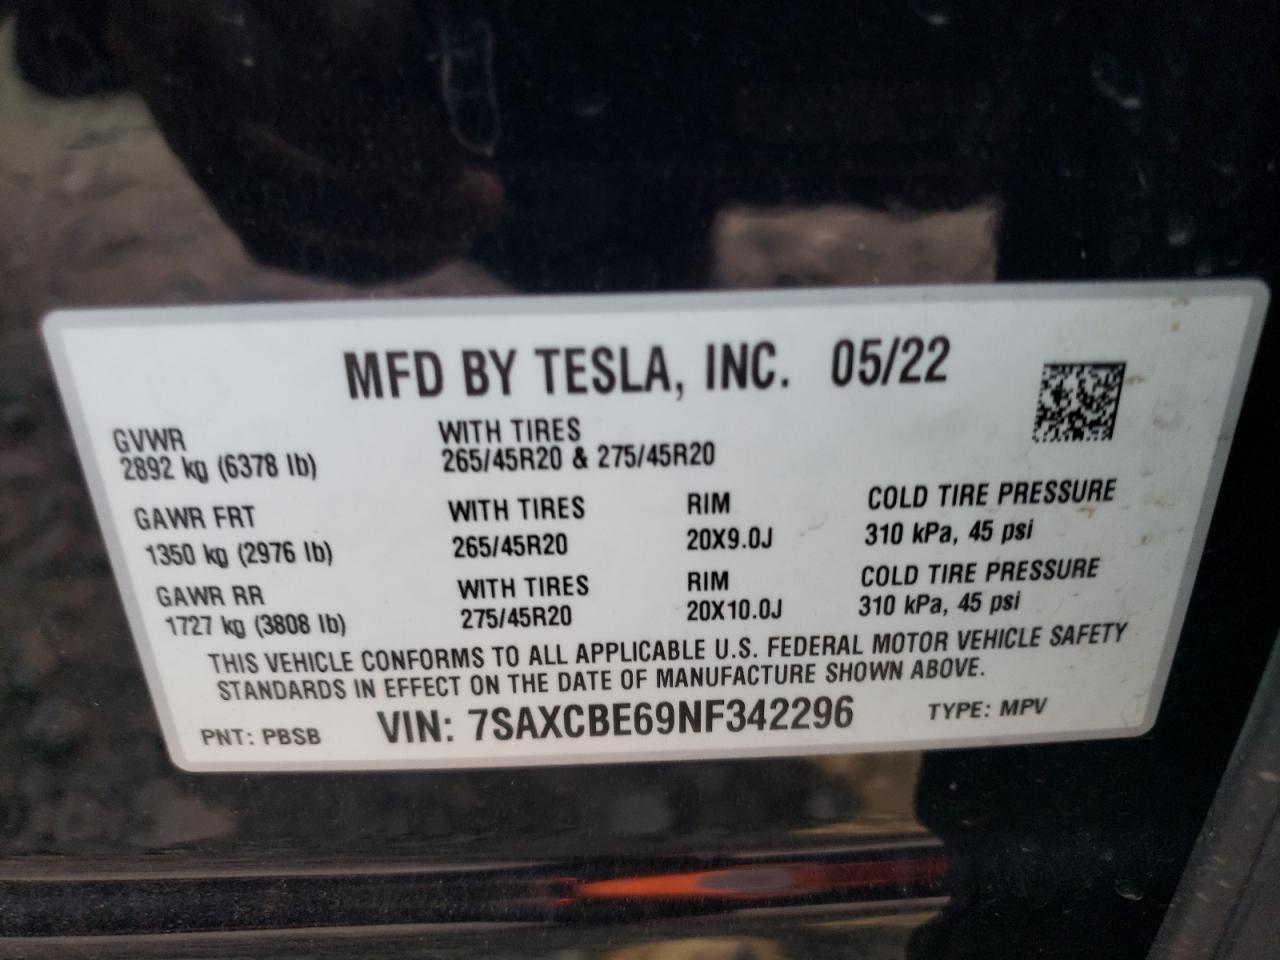 MFD BY TESLA, INC. 05/22
GVWR
2892 kg (6378 lb)
WITH TIRES
265/45R20 & 275/45R20
GAWR FRT WITH TIRES RIM COLD TIRE PRESSURE
1350 kg (2976 lb) 265/45R20 20X9.0J 310 kPa, 45 psi
GAWR RR WITH TIRES RIM COLD TIRE PRESSURE
1727 kg (3808 lb) 275/45R20 20X10.0J 310 kPa, 45 psi
THIS VEHICLE CONFORMS TO ALL APPLICABLE U.S. FEDERAL MOTOR VEHICLE SAFETY
STANDARDS IN EFFECT ON THE DATE OF MANUFACTURE SHOWN ABOVE.
PNT: PBSB VIN: 7SAXCBE69NF342296 TYPE: MPV